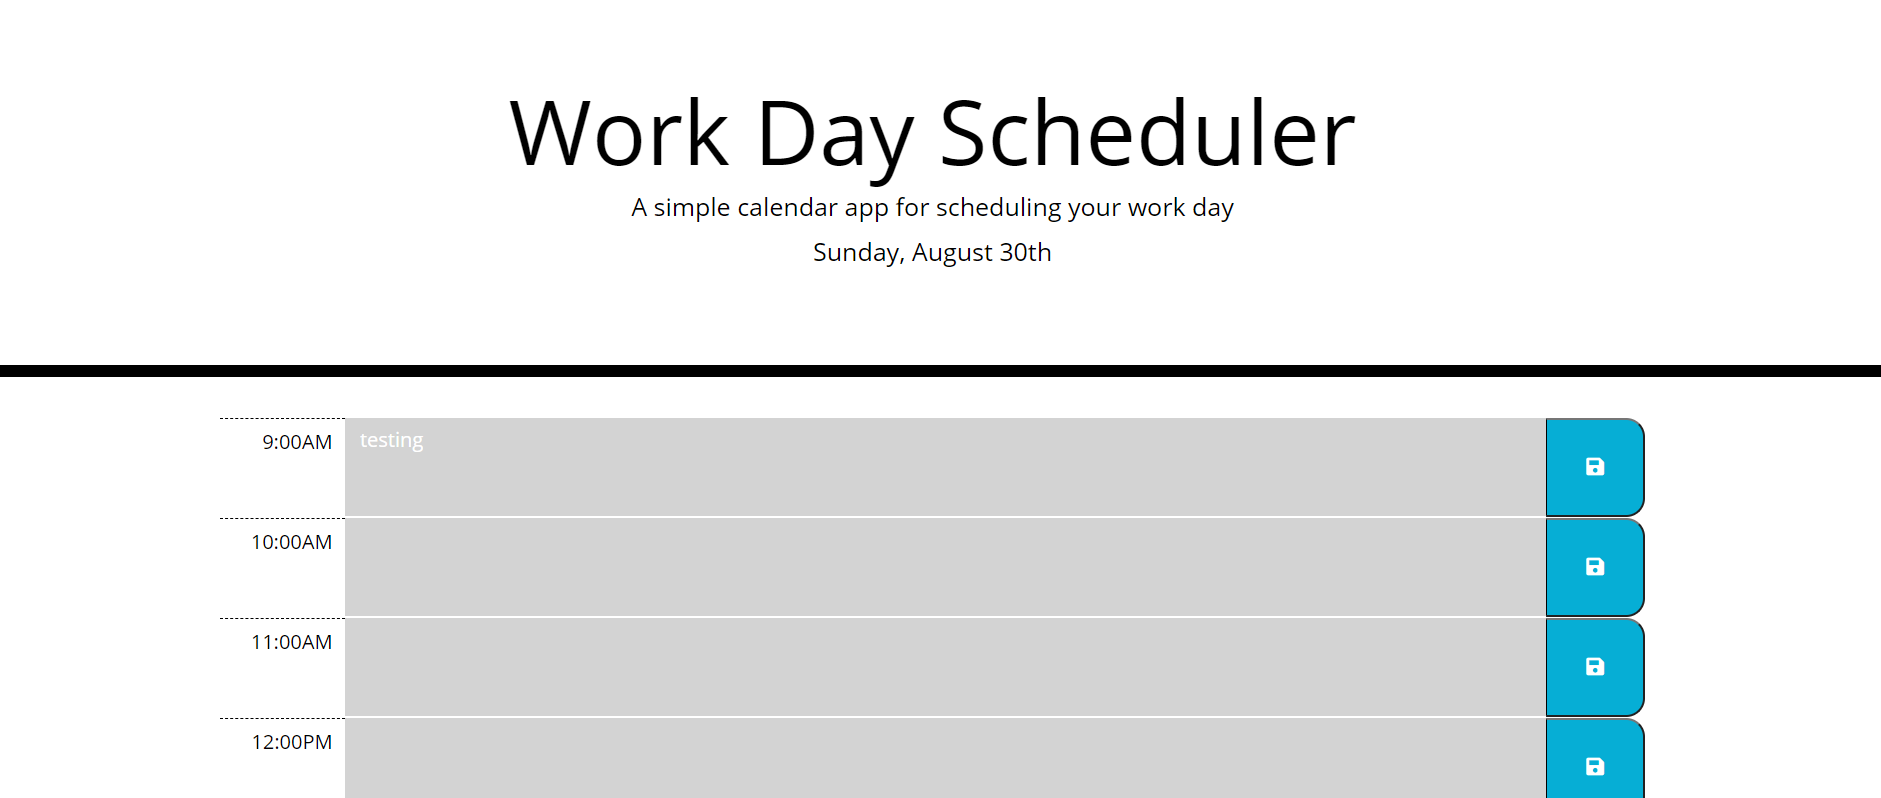 Work Day Scheduler
A simple calendar app for scheduling your work day
Sunday, August 30th
9:00AM testing
10:00AM
11:00AM
12:00PM